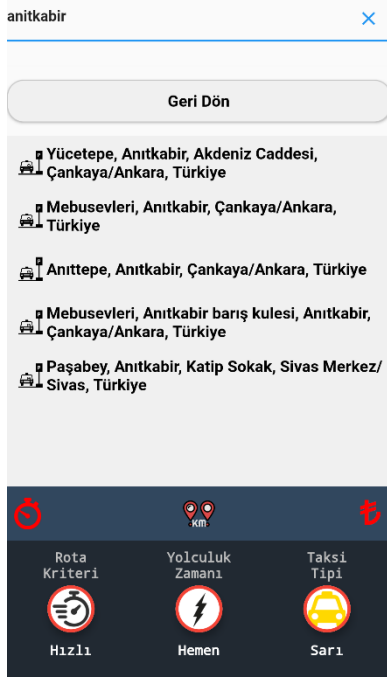 anitkabir
Geri Dön
Yücetepe, Anıtkabir, Akdeniz Caddesi,
Çankaya/Ankara, Türkiye
Mebusevleri, Anıtkabir, Çankaya/Ankara,
Türkiye
Anıttepe, Anıtkabir, Çankaya/Ankara, Türkiye
Mebusevleri, Anıtkabir barış kulesi, Anıtkabir,
Çankaya/Ankara, Türkiye
Paşabey, Anıtkabir, Katip Sokak, Sivas Merkez/
Sivas, Türkiye
KM
₺
Rota Yolculuk Taksi
Kriteri Zamanı Tipi
Hızlı Hemen Sarı